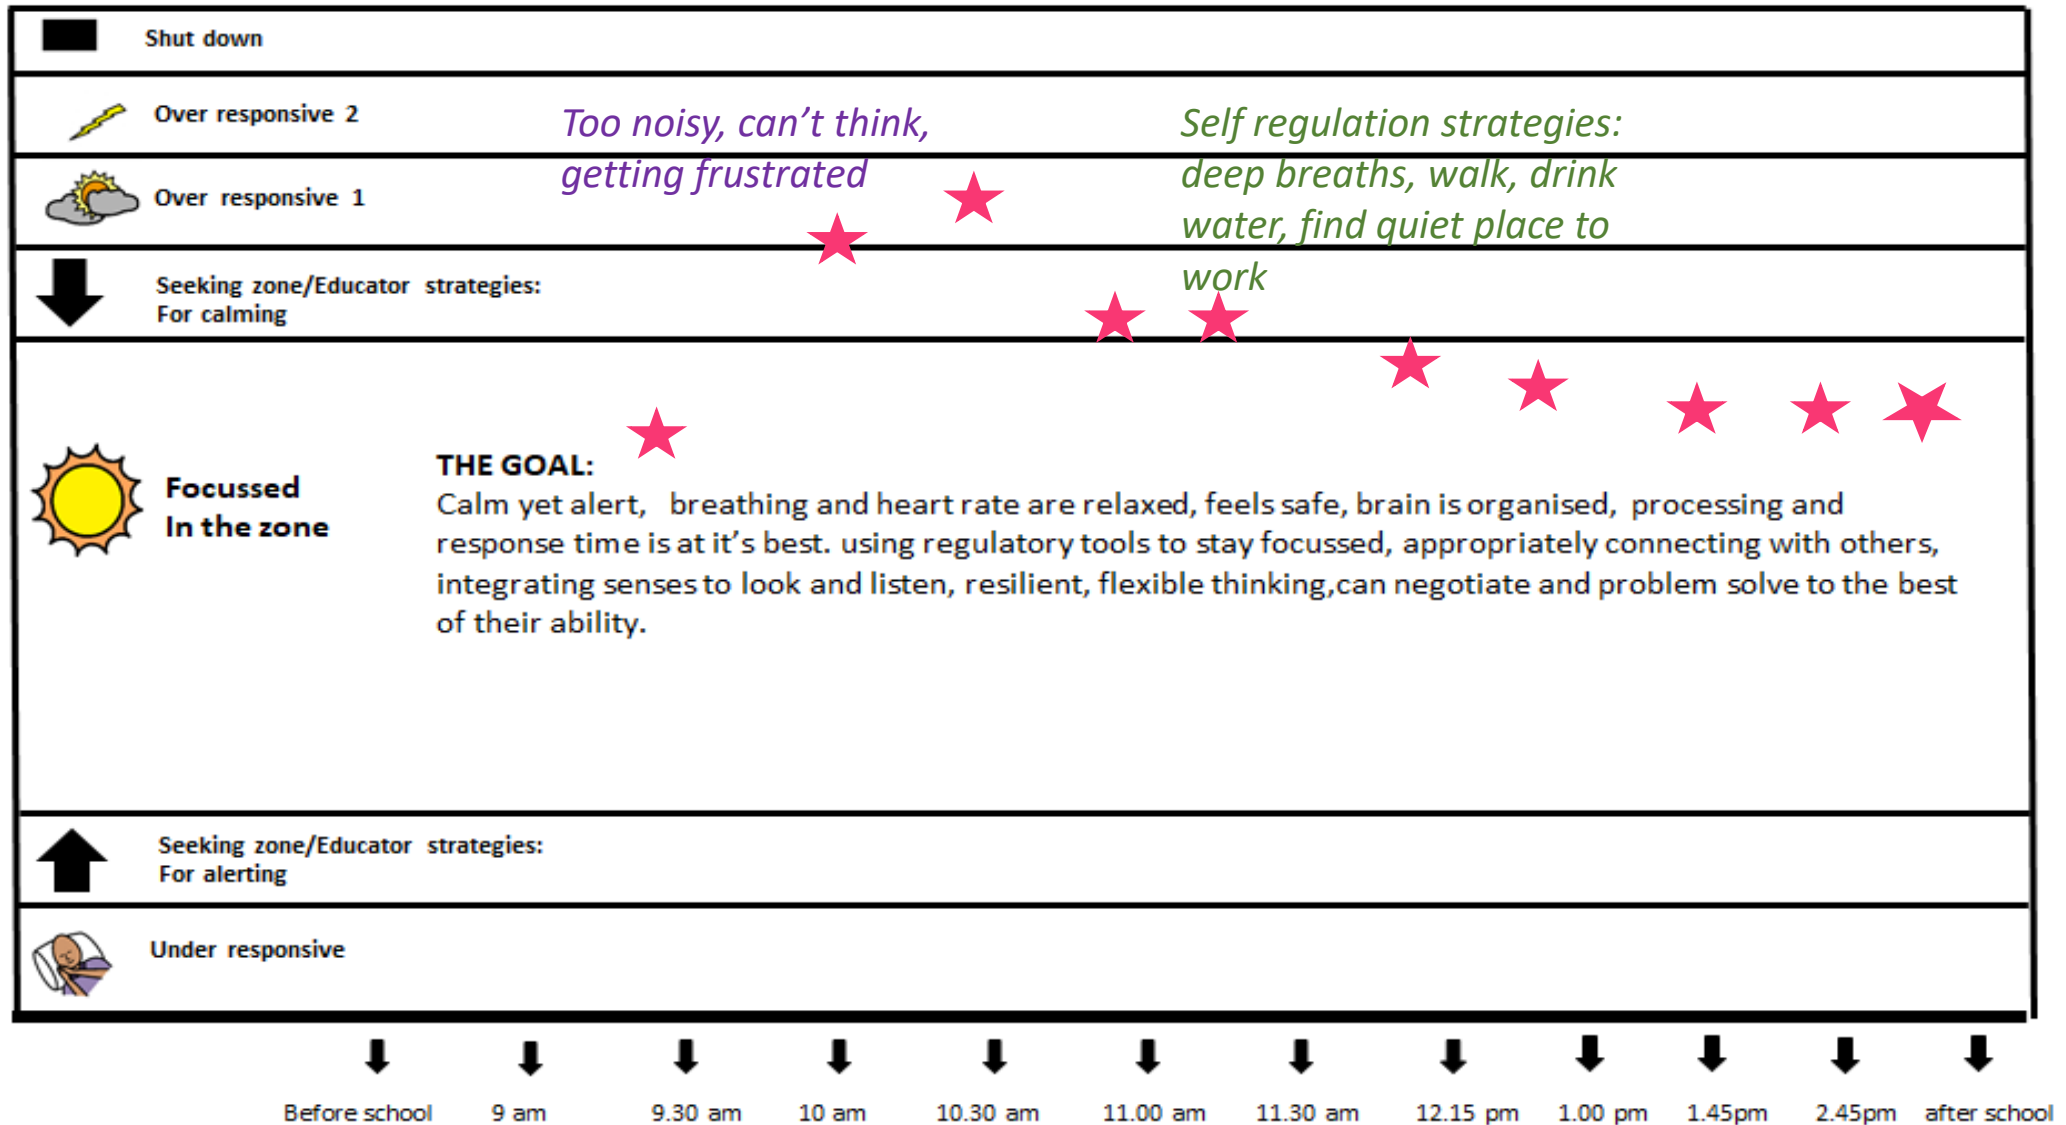 Shut down
Over responsive 2
Too noisy, can’t think,
getting frustrated
Self regulation strategies:
deep breaths, walk, drink
water, find quiet place to
work
Over responsive 1
Seeking zone/Educator strategies:
For calming
Focussed
In the zone
THE GOAL:
Calm yet alert, breathing and heart rate are relaxed, feels safe, brain is organised, processing and
response time is at it’s best. using regulatory tools to stay focussed, appropriately connecting with others,
integrating senses to look and listen, resilient, flexible thinking,can negotiate and problem solve to the best
of their ability.
Seeking zone/Educator strategies:
For alerting
Under responsive
Before school 9 am 9.30 am 10 am 10.30 am 11.00 am 11.30 am 12.15 pm 1.00 pm 1.45pm 2.45pm after school